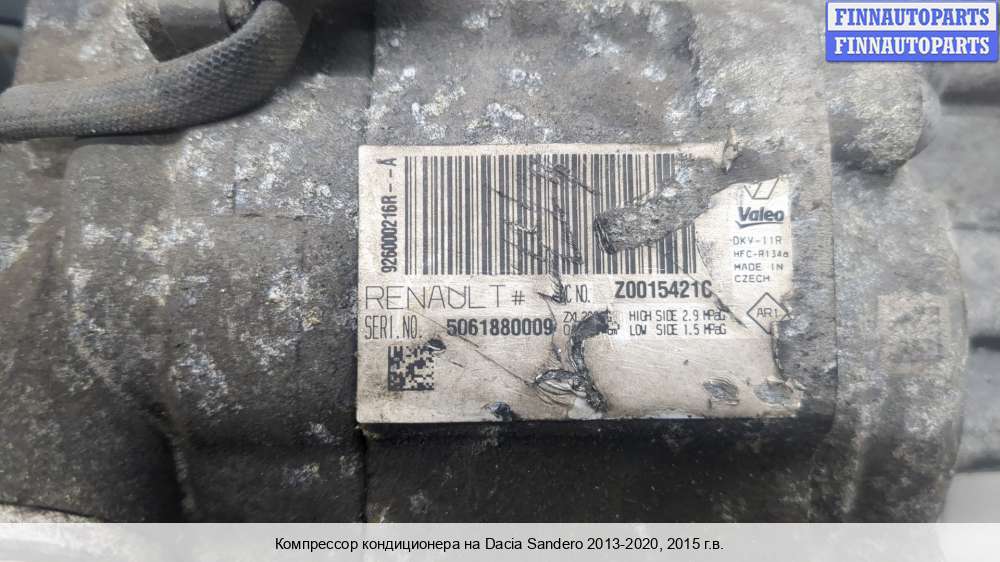 FINNAUTOPARTS
FINNAUTOPARTS
926000216R--A
Valeo
DKV-11R
HFC-R134a
MADE IN
CZECH
RENAULT # NO. Z0015421C
HIGH SIDE 2.9 MPaG
SERI.NO. 5061880009 LOW SIDE 1.5 MPaG
AR1
Компрессор кондиционера на Dacia Sandero 2013-2020, 2015 г.в.